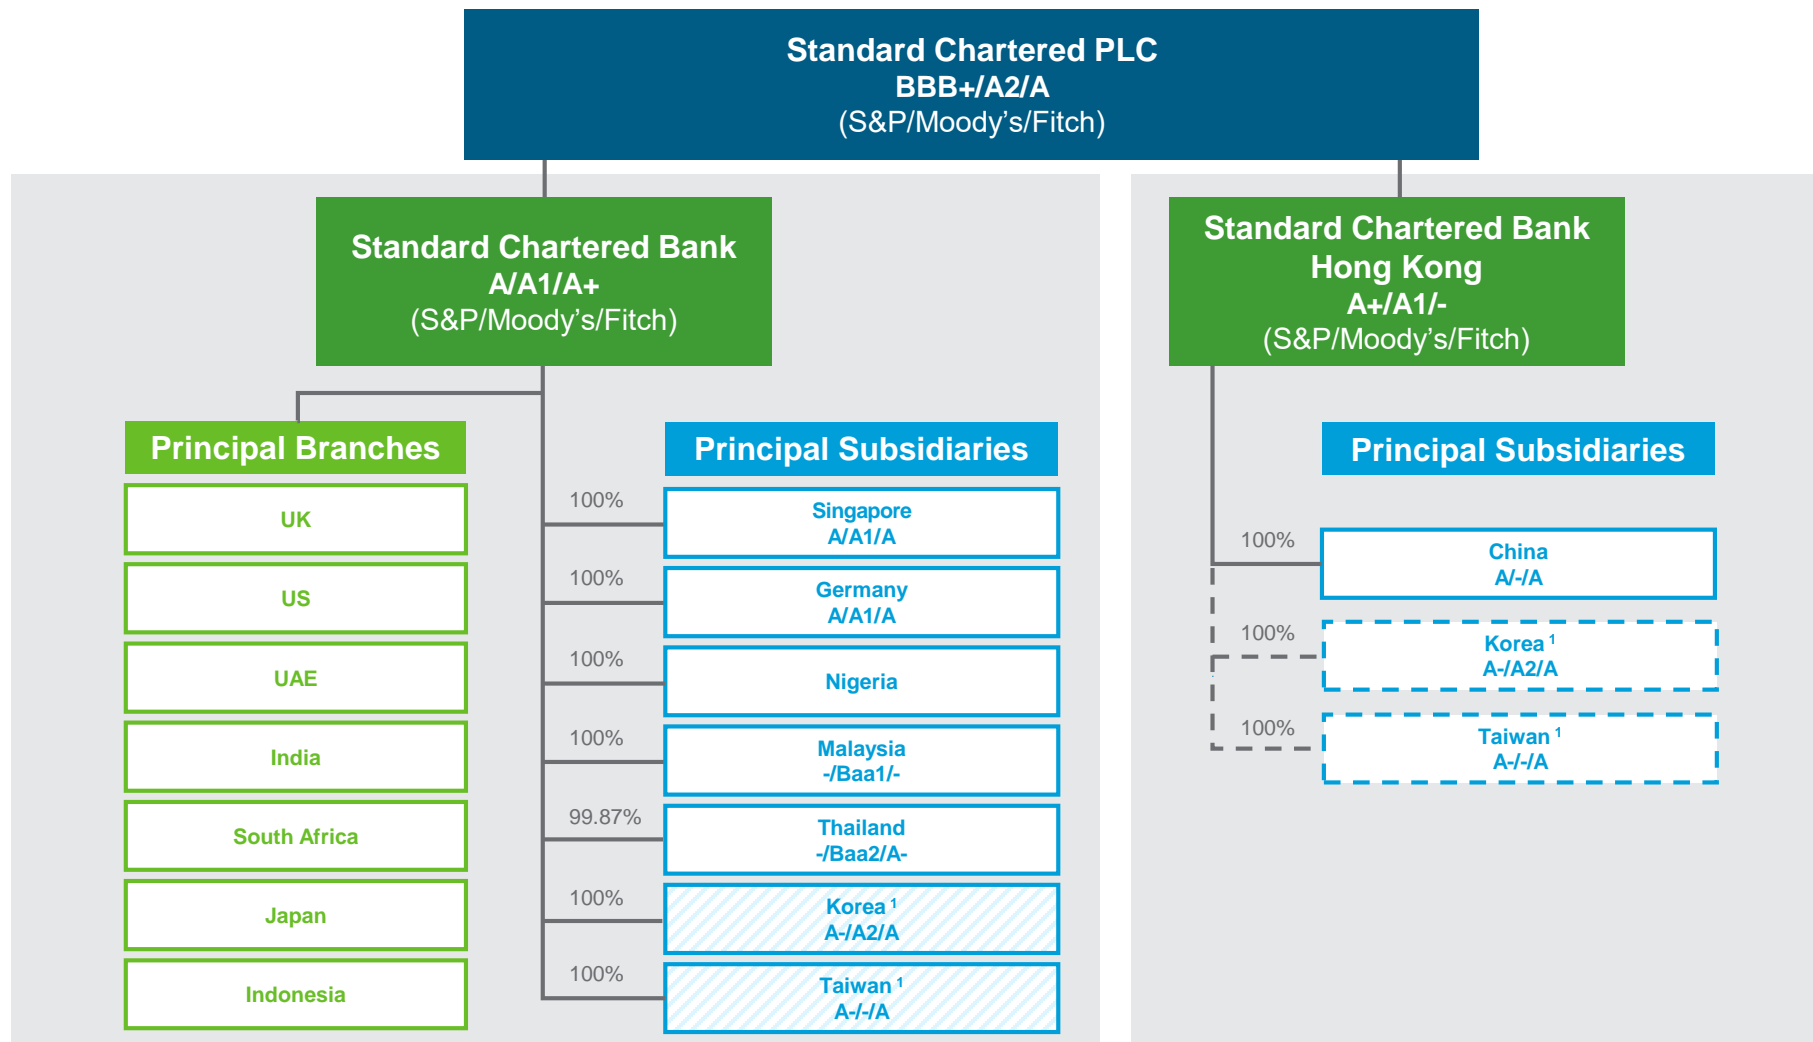 Standard Chartered PLC
BBB+/A2/A
(S&P/Moody’s/Fitch)
Standard Chartered Bank
A/A1/A+
(S&P/Moody’s/Fitch)
Standard Chartered Bank
Hong Kong
A+/A1/-
(S&P/Moody’s/Fitch)
Principal Branches
UK
US
UAE
India
South Africa
Japan
Indonesia
Principal Subsidiaries
100%
Singapore
A/A1/A
100%
Germany
A/A1/A
100%
Nigeria
100%
Malaysia
-/Baa1/-
99.87%
Thailand
-/Baa2/A-
100%
Korea ¹
A-/A2/A
100%
Taiwan ¹
A-/-/A
Principal Subsidiaries
100%
China
A/-/A
100%
Korea ¹
A-/A2/A
100%
Taiwan ¹
A-/-/A